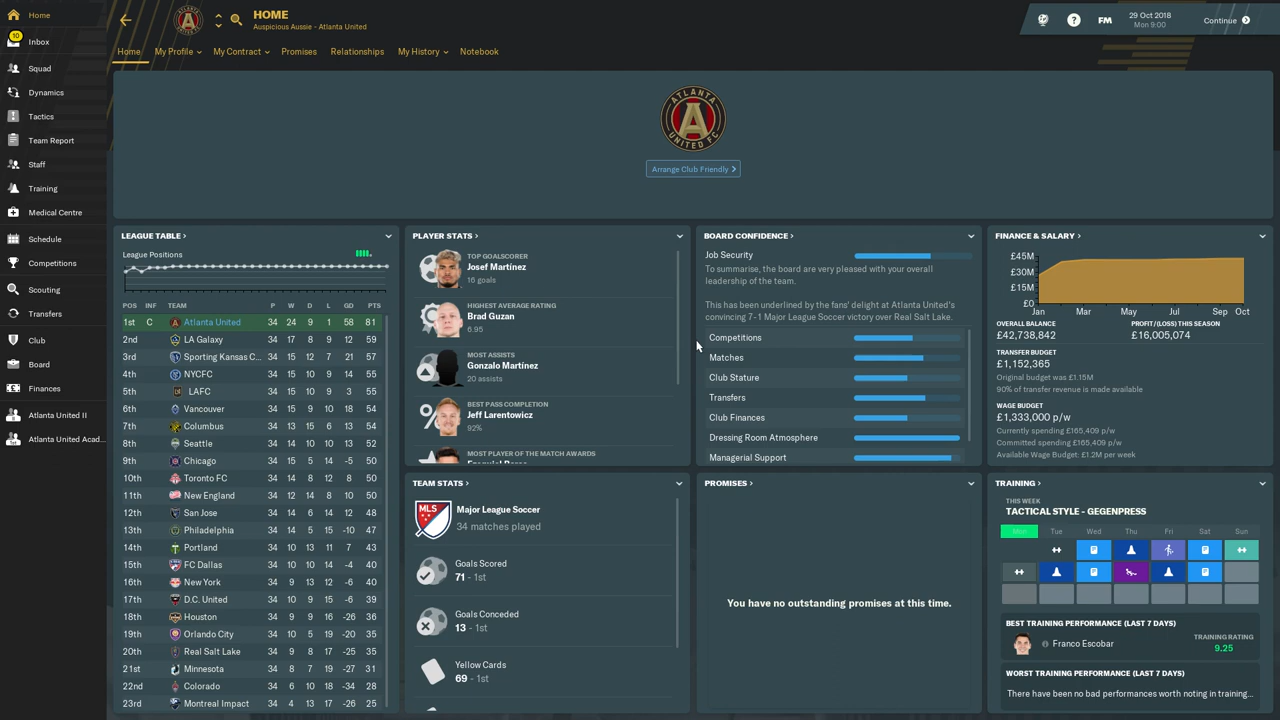 Home
10
Inbox
Squad
Dynamics
Tactics
Team Report
Staff
Training
Medical Centre
Schedule
Competitions
Scouting
Transfers
Club
Board
Finances
Atlanta United II
Atlanta United Acad...
HOME
Auspicious Aussie - Atlanta United
FM
29 Oct 2018
Mon 9:00
Continue
Home My Profile My Contract Promises Relationships My History Notebook
ATLANTA
UNITED FC
Arrange Club Friendly
LEAGUE TABLE
League Positions
POS INF TEAM P W D L GD PTS
1st C Atlanta United 34 24 9 1 58 81
2nd LA Galaxy 34 17 8 9 12 59
3rd Sporting Kansas C... 34 15 12 7 21 57
4th NYCFC 34 15 10 9 14 55
5th LAFC 34 15 10 9 9 55
6th Vancouver 34 15 9 10 18 54
7th Columbus 34 13 15 6 13 54
8th Seattle 34 14 10 10 13 52
9th Chicago 34 15 5 14 -5 50
10th Toronto FC 34 14 8 12 8 50
11th New England 34 12 14 8 10 50
12th San Jose 34 14 6 14 12 48
13th Philadelphia 34 14 5 15 -10 47
14th Portland 34 10 13 11 7 43
15th FC Dallas 34 10 10 14 -4 40
16th New York 34 9 13 12 -6 40
17th D.C. United 34 10 9 15 -6 39
18th Houston 34 9 9 16 -26 36
19th Orlando City 34 10 5 19 -20 35
20th Real Salt Lake 34 9 8 17 -25 35
21st Minnesota 34 8 7 19 -27 31
22nd Colorado 34 6 10 18 -34 28
23rd Montreal Impact 34 4 13 17 -26 25
PLAYER STATS
TOP GOALSCORER
Josef Martínez
16 goals
HIGHEST AVERAGE RATING
Brad Guzan
6.95
MOST ASSISTS
Gonzalo Martínez
20 assists
BEST PASS COMPLETION
Jeff Larentowicz
92%
MOST PLAYER OF THE MATCH AWARDS
BOARD CONFIDENCE
Job Security
To summarise, the board are very pleased with your overall
leadership of the team.
This has been underlined by the fans' delight at Atlanta United's
convincing 7-1 Major League Soccer victory over Real Salt Lake.
Competitions
Matches
Club Stature
Transfers
Club Finances
Dressing Room Atmosphere
Managerial Support
FINANCE & SALARY
£45M
£30M
£15M
£0
Jan Mar May Jul Sep Oct
OVERALL BALANCE
£42,738,842
PROFIT/(LOSS) THIS SEASON
£16,005,074
TRANSFER BUDGET
£1,152,365
Original budget was £1.15M
90% of transfer revenue is made available
WAGE BUDGET
£1,333,000 p/w
Currently spending £165,409 p/w
Committed spending £165,409 p/w
Available Wage Budget: £1.2M per week
TEAM STATS
MLS
Major League Soccer
34 matches played
Goals Scored
71 - 1st
Goals Conceded
13 - 1st
Yellow Cards
69 - 1st
PROMISES
You have no outstanding promises at this time.
TRAINING
THIS WEEK
TACTICAL STYLE - GEGENPRESS
Mon Tue Wed Thu Fri Sat Sun
BEST TRAINING PERFORMANCE (LAST 7 DAYS)
Franco Escobar
TRAINING RATING
9.25
WORST TRAINING PERFORMANCE (LAST 7 DAYS)
There have been no bad performances worth noting in training...